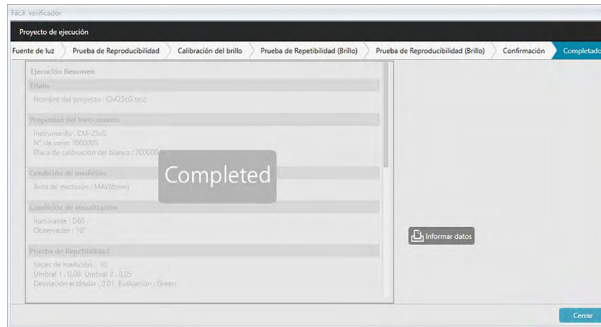 Fácil verificador
Proyecto de ejecución
Fuente de luz
Prueba de Reproducibilidad
Calibración del brillo
Prueba de Repetibilidad (Brillo)
Prueba de Reproducibilidad (Brillo)
Confirmación
Completado
Ejecución Resumen
Título
Nombre del proyecto : CM25cG test
Propiedad del Instrumento
Instrumento : CM-25cG
N° de serie :
Placa de calibración del blanco :
Completed
Condición de medición
Área de medición :
Condición de visualización
Iluminante : D65
Observador : 10°
Informar datos
Prueba de Repetibilidad
Veces de medición : 10
Umbral 1 : 0.08 Umbral 2 : 0.05
Desviación estándar : 0.01 Evaluación : Green
Cerrar